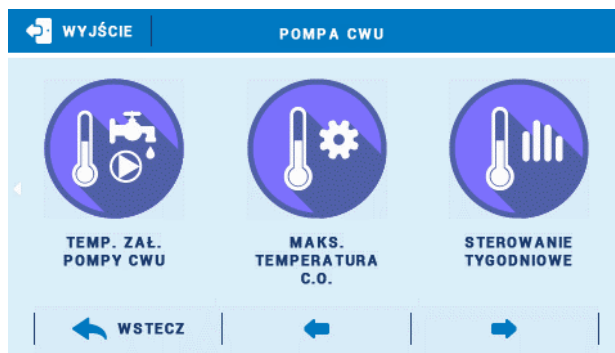 WYJŚCIE
POMPA CWU
TEMP. ZAŁ.
POMPY CWU
MAKS.
TEMPERATURA
C.O.
STEROWANIE
TYGODNIOWE
WSTECZ